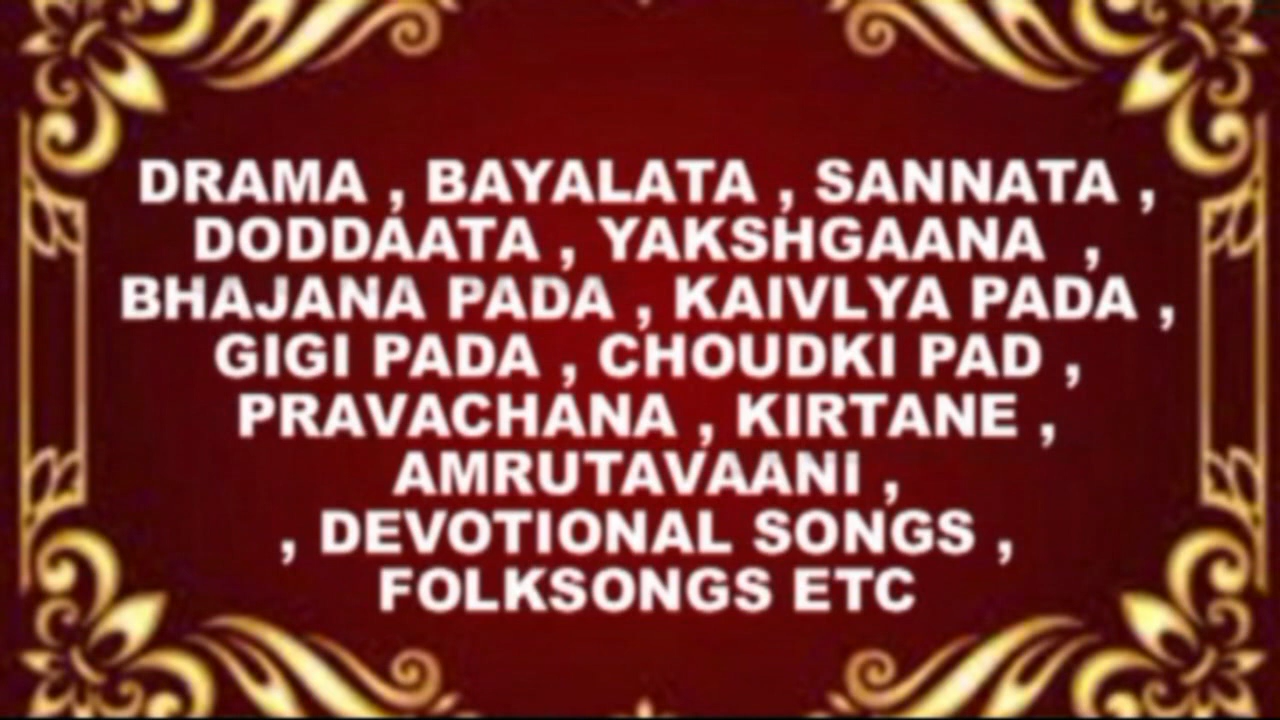 DRAMA , BAYALATA , SANNATA ,
DODDAATA , YAKSHGAANA ,
BHAJANA PADA , KAIVLYA PADA ,
GIGI PADA , CHOUDKI PAD ,
PRAVACHANA , KIRTANE ,
AMRUTAVAANI ,
, DEVOTIONAL SONGS ,
FOLKSONGS ETC